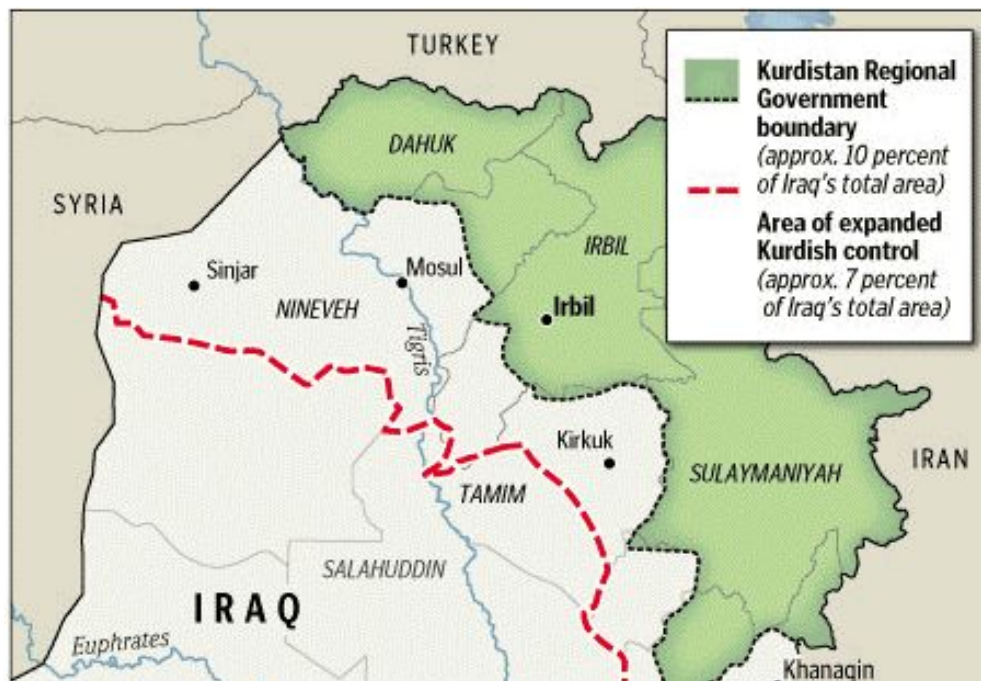 TURKEY
Kurdistan Regional
Government
boundary
(approx. 10 percent
of Iraq's total area)
Area of expanded
Kurdish control
(approx. 7 percent
of Iraq's total area)
DAHUK
SYRIA
IRBIL
Sinjar
Mosul
NINEVEH
Irbil
Tigris
Kirkuk
IRAN
SULAYMANIYAH
TAMIM
SALAHUDDIN
IRAQ
Euphrates
Khanaqin